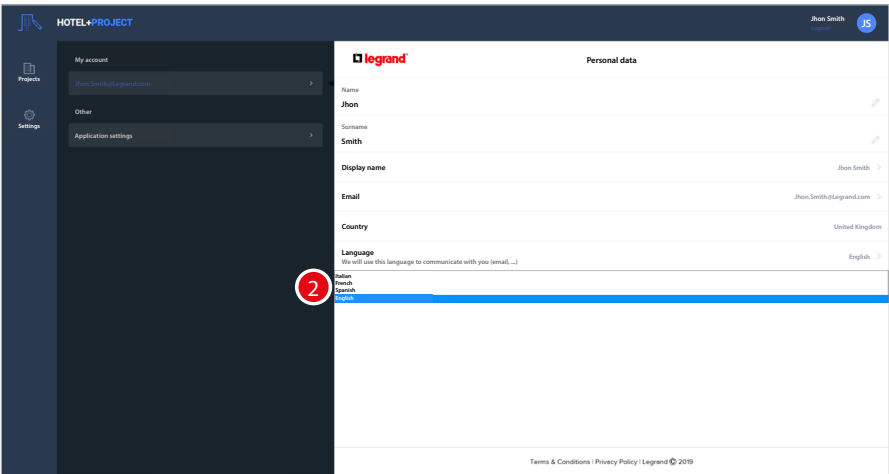 HOTEL+PROJECT
Jhon Smith
Logout
JS
Projects
Settings
My account
Jhon.Smith@Legrand.com
Other
Application settings
legrand
Personal data
Name
Jhon
Surname
Smith
Display name
Jhon Smith
Email
Jhon.Smith@Legrand.com
Country
United Kingdom
Language
We will use this language to communicate with you (email, ...)
English
2
Italian
French
Spanish
English
Terms & Conditions | Privacy Policy | Legrand © 2019